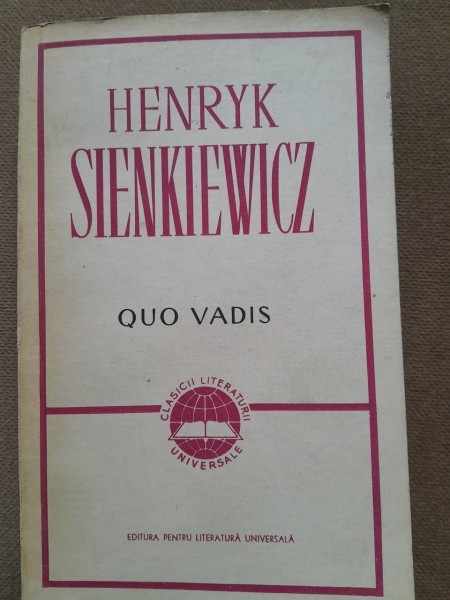 HENRYK
SIENKIEWICZ
QUO VADIS
CLASICII LITERATURII
UNIVERSALE
EDITURA PENTRU LITERATURĂ UNIVERSALĂ